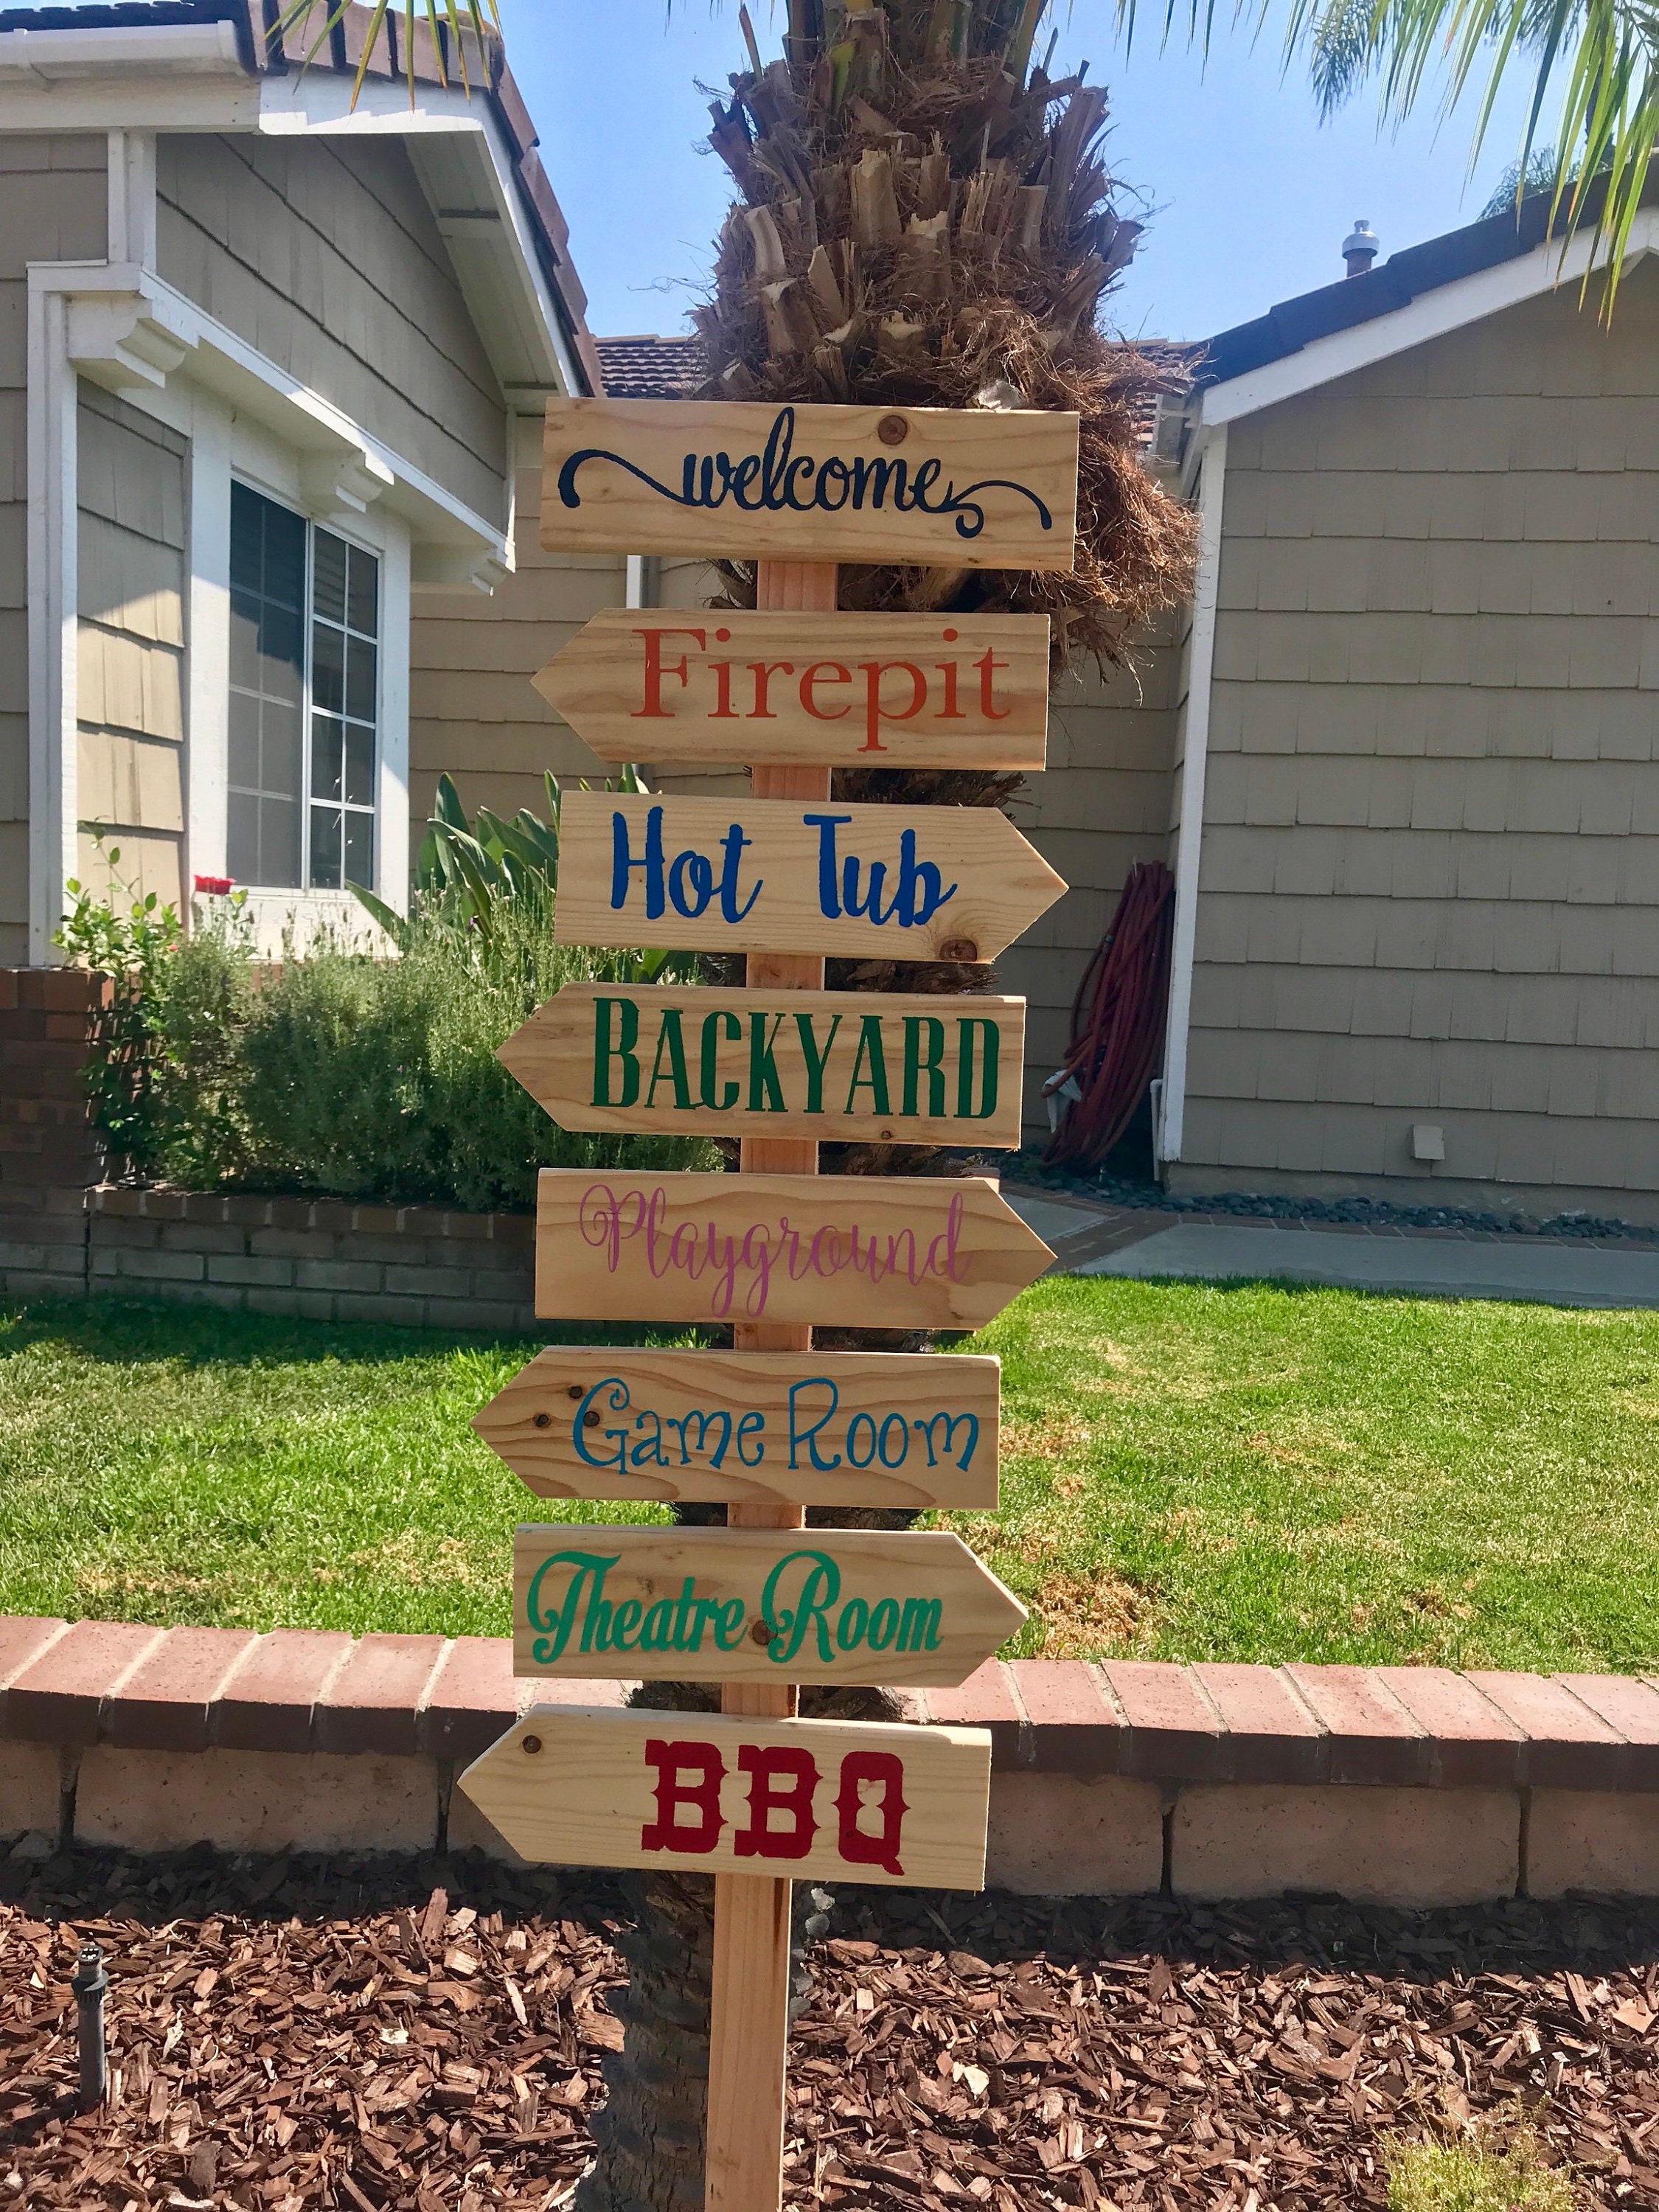 welcome
Firepit
Hot Tub
BACKYARD
Playground
Game Room
Theatre Room
BBQ